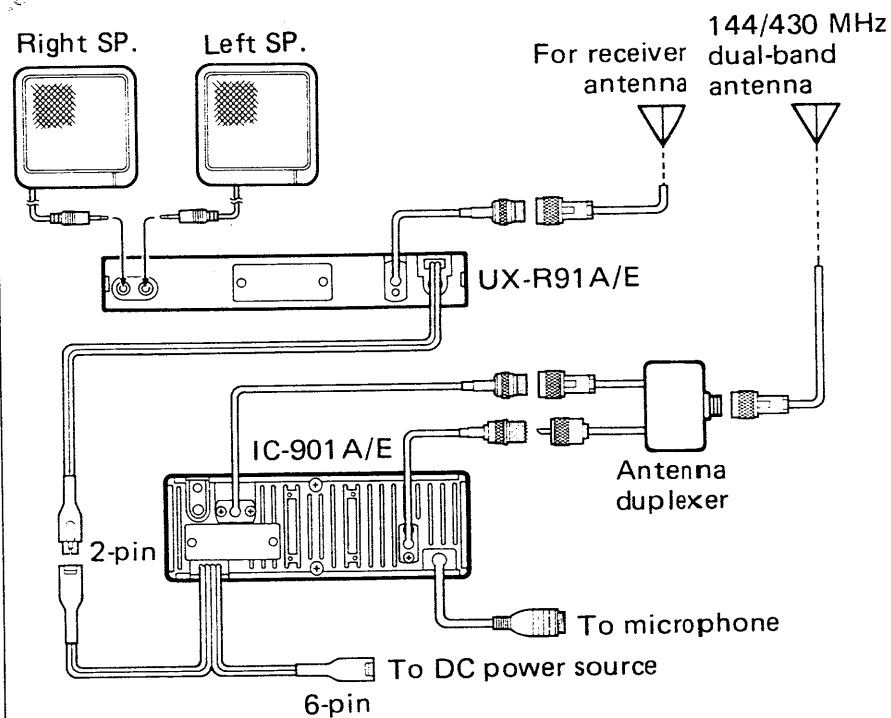 Right SP.
Left SP.
For receiver
antenna
144/430 MHz
dual-band
antenna
UX-R91A/E
IC-901A/E
Antenna
duplexer
2-pin
To microphone
To DC power source
6-pin